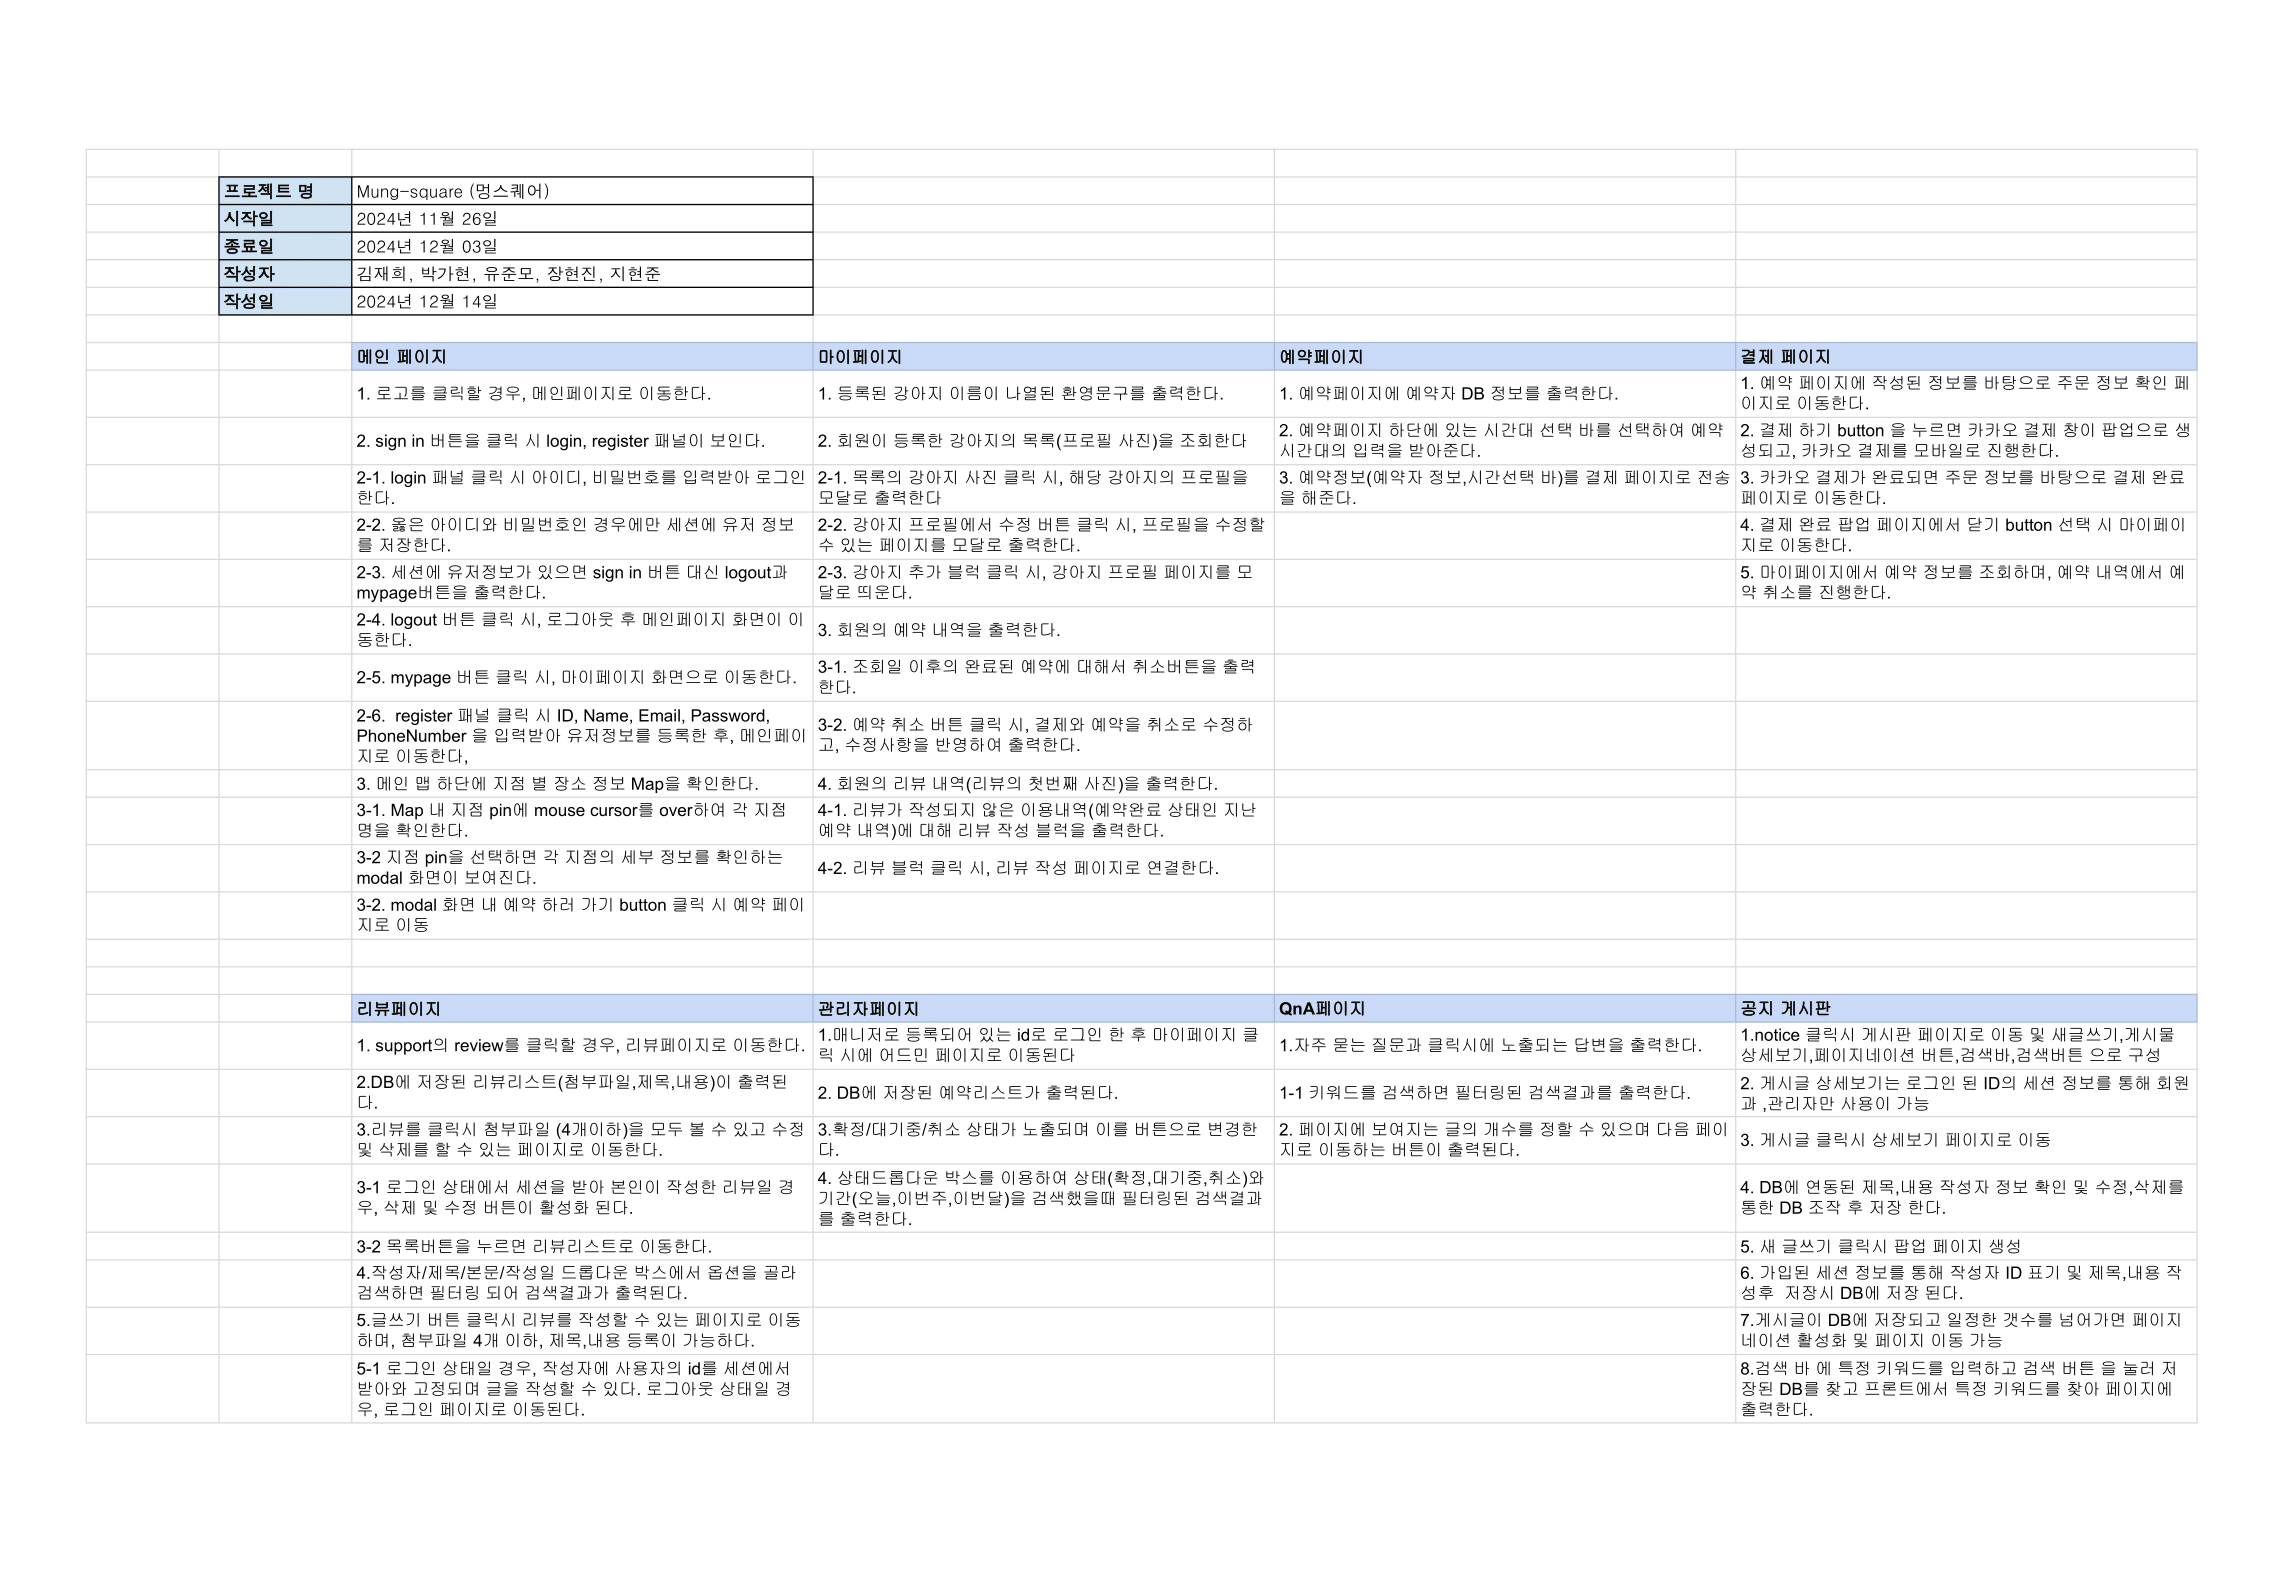 프로젝트 명 Mung-square (멍스퀘어)
시작일 2024년 11월 26일
종료일 2024년 12월 03일
작성자 김재희, 박가현, 유준모, 장현진, 지현준
작성일 2024년 12월 14일
메인 페이지
1. 로고를 클릭할 경우, 메인페이지로 이동한다.
2. sign in 버튼을 클릭 시 login, register 패널이 보인다.
2-1. login 패널 클릭 시 아이디, 비밀번호를 입력받아 로그인
한다.
2-2. 옳은 아이디와 비밀번호인 경우에만 세션에 유저 정보
를 저장한다.
2-3. 세션에 유저정보가 있으면 sign in 버튼 대신 logout과
mypage버튼을 출력한다.
2-4. logout 버튼 클릭 시, 로그아웃 후 메인페이지 화면이 이
동한다.
2-5. mypage 버튼 클릭 시, 마이페이지 화면으로 이동한다.
2-6.  register 패널 클릭 시 ID, Name, Email, Password,
PhoneNumber 을 입력받아 유저정보를 등록한 후, 메인페이
지로 이동한다,
3. 메인 맵 하단에 지점 별 장소 정보 Map을 확인한다.
3-1. Map 내 지점 pin에 mouse cursor를 over하여 각 지점
명을 확인한다.
3-2 지점 pin을 선택하면 각 지점의 세부 정보를 확인하는
modal 화면이 보여진다.
3-2. modal 화면 내 예약 하러 가기 button 클릭 시 예약 페이
지로 이동
마이페이지
1. 등록된 강아지 이름이 나열된 환영문구를 출력한다.
2. 회원이 등록한 강아지의 목록(프로필 사진)을 조회한다
2-1. 목록의 강아지 사진 클릭 시, 해당 강아지의 프로필을
모달로 출력한다
2-2. 강아지 프로필에서 수정 버튼 클릭 시, 프로필을 수정할
수 있는 페이지를 모달로 출력한다.
2-3. 강아지 추가 블럭 클릭 시, 강아지 프로필 페이지를 모
달로 띄운다.
3. 회원의 예약 내역을 출력한다.
3-1. 조회일 이후의 완료된 예약에 대해서 취소버튼을 출력
한다.
3-2. 예약 취소 버튼 클릭 시, 결제와 예약을 취소로 수정하
고, 수정사항을 반영하여 출력한다.
4. 회원의 리뷰 내역(리뷰의 첫번째 사진)을 출력한다.
4-1. 리뷰가 작성되지 않은 이용내역(예약완료 상태인 지난
예약 내역)에 대해 리뷰 작성 블럭을 출력한다.
4-2. 리뷰 블럭 클릭 시, 리뷰 작성 페이지로 연결한다.
예약페이지
1. 예약페이지에 예약자 DB 정보를 출력한다.
2. 예약페이지 하단에 있는 시간대 선택 바를 선택하여 예약
시간대의 입력을 받아준다.
3. 예약정보(예약자 정보,시간선택 바)를 결제 페이지로 전송
을 해준다.
결제 페이지
1. 예약 페이지에 작성된 정보를 바탕으로 주문 정보 확인 페
이지로 이동한다.
2. 결제 하기 button 을 누르면 카카오 결제 창이 팝업으로 생
성되고, 카카오 결제를 모바일로 진행한다.
3. 카카오 결제가 완료되면 주문 정보를 바탕으로 결제 완료
페이지로 이동한다.
4. 결제 완료 팝업 페이지에서 닫기 button 선택 시 마이페이
지로 이동한다.
5. 마이페이지에서 예약 정보를 조회하며, 예약 내역에서 예
약 취소를 진행한다.
리뷰페이지
1. support의 review를 클릭할 경우, 리뷰페이지로 이동한다.
2.DB에 저장된 리뷰리스트(첨부파일,제목,내용)이 출력된
다.
3.리뷰를 클릭시 첨부파일 (4개이하)을 모두 볼 수 있고 수정
및 삭제를 할 수 있는 페이지로 이동한다.
3-1 로그인 상태에서 세션을 받아 본인이 작성한 리뷰일 경
우, 삭제 및 수정 버튼이 활성화 된다.
3-2 목록버튼을 누르면 리뷰리스트로 이동한다.
4.작성자/제목/본문/작성일 드롭다운 박스에서 옵션을 골라
검색하면 필터링 되어 검색결과가 출력된다.
5.글쓰기 버튼 클릭시 리뷰를 작성할 수 있는 페이지로 이동
하며, 첨부파일 4개 이하, 제목,내용 등록이 가능하다.
5-1 로그인 상태일 경우, 작성자에 사용자의 id를 세션에서
받아와 고정되며 글을 작성할 수 있다. 로그아웃 상태일 경
우, 로그인 페이지로 이동된다.
관리자페이지
1.매니저로 등록되어 있는 id로 로그인 한 후 마이페이지 클
릭 시에 어드민 페이지로 이동된다
2. DB에 저장된 예약리스트가 출력된다.
3.확정/대기중/취소 상태가 노출되며 이를 버튼으로 변경한
다.
4. 상태드롭다운 박스를 이용하여 상태(확정,대기중,취소)와
기간(오늘,이번주,이번달)을 검색했을때 필터링된 검색결과
를 출력한다.
QnA페이지
1.자주 묻는 질문과 클릭시에 노출되는 답변을 출력한다.
1-1 키워드를 검색하면 필터링된 검색결과를 출력한다.
2. 페이지에 보여지는 글의 개수를 정할 수 있으며 다음 페이
지로 이동하는 버튼이 출력된다.
공지 게시판
1.notice 클릭시 게시판 페이지로 이동 및 새글쓰기,게시물
상세보기,페이지네이션 버튼,검색바,검색버튼 으로 구성
2. 게시글 상세보기는 로그인 된 ID의 세션 정보를 통해 회원
과 ,관리자만 사용이 가능
3. 게시글 클릭시 상세보기 페이지로 이동
4. DB에 연동된 제목,내용 작성자 정보 확인 및 수정,삭제를
통한 DB 조작 후 저장 한다.
5. 새 글쓰기 클릭시 팝업 페이지 생성
6. 가입된 세션 정보를 통해 작성자 ID 표기 및 제목,내용 작
성후  저장시 DB에 저장 된다.
7.게시글이 DB에 저장되고 일정한 갯수를 넘어가면 페이지
네이션 활성화 및 페이지 이동 가능
8.검색 바 에 특정 키워드를 입력하고 검색 버튼 을 눌러 저
장된 DB를 찾고 프론트에서 특정 키워드를 찾아 페이지에
출력한다.